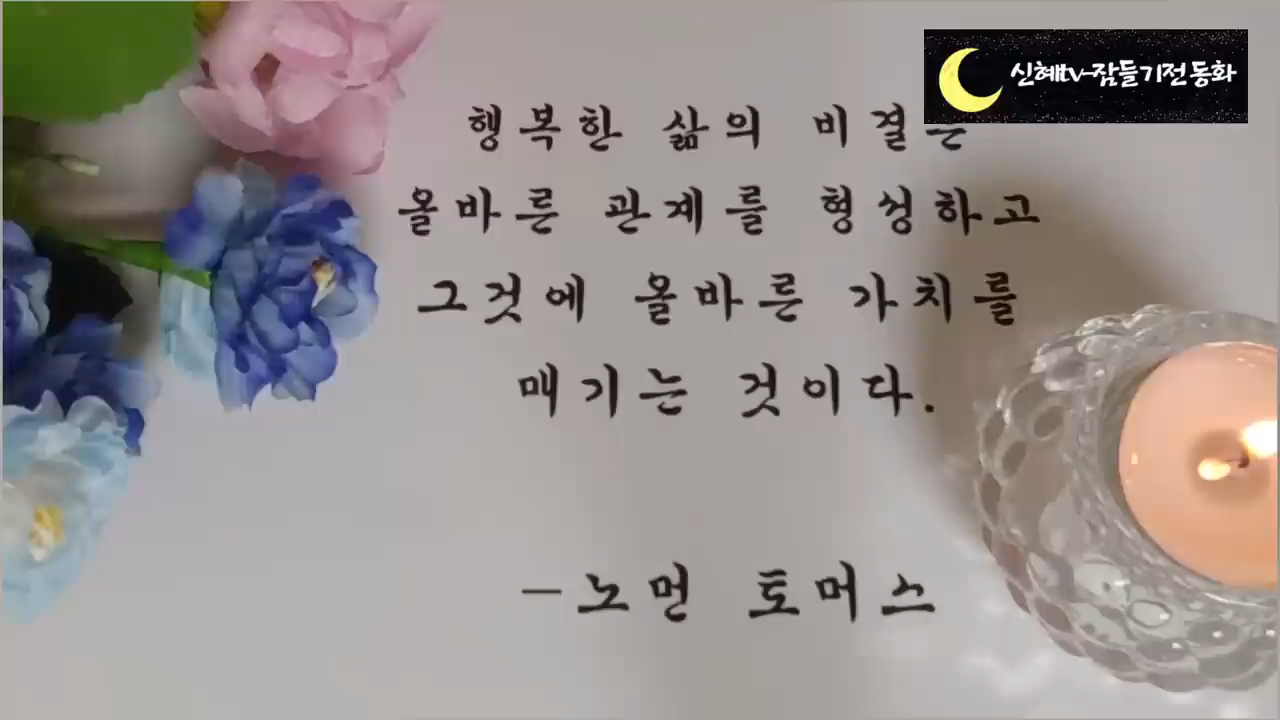 신혜tv-잠들기전 동화
행복한 삶의 비결은
올바른 관계를 형성하고
그것에 올바른 가치를
매기는 것이다.
-노먼 토머스